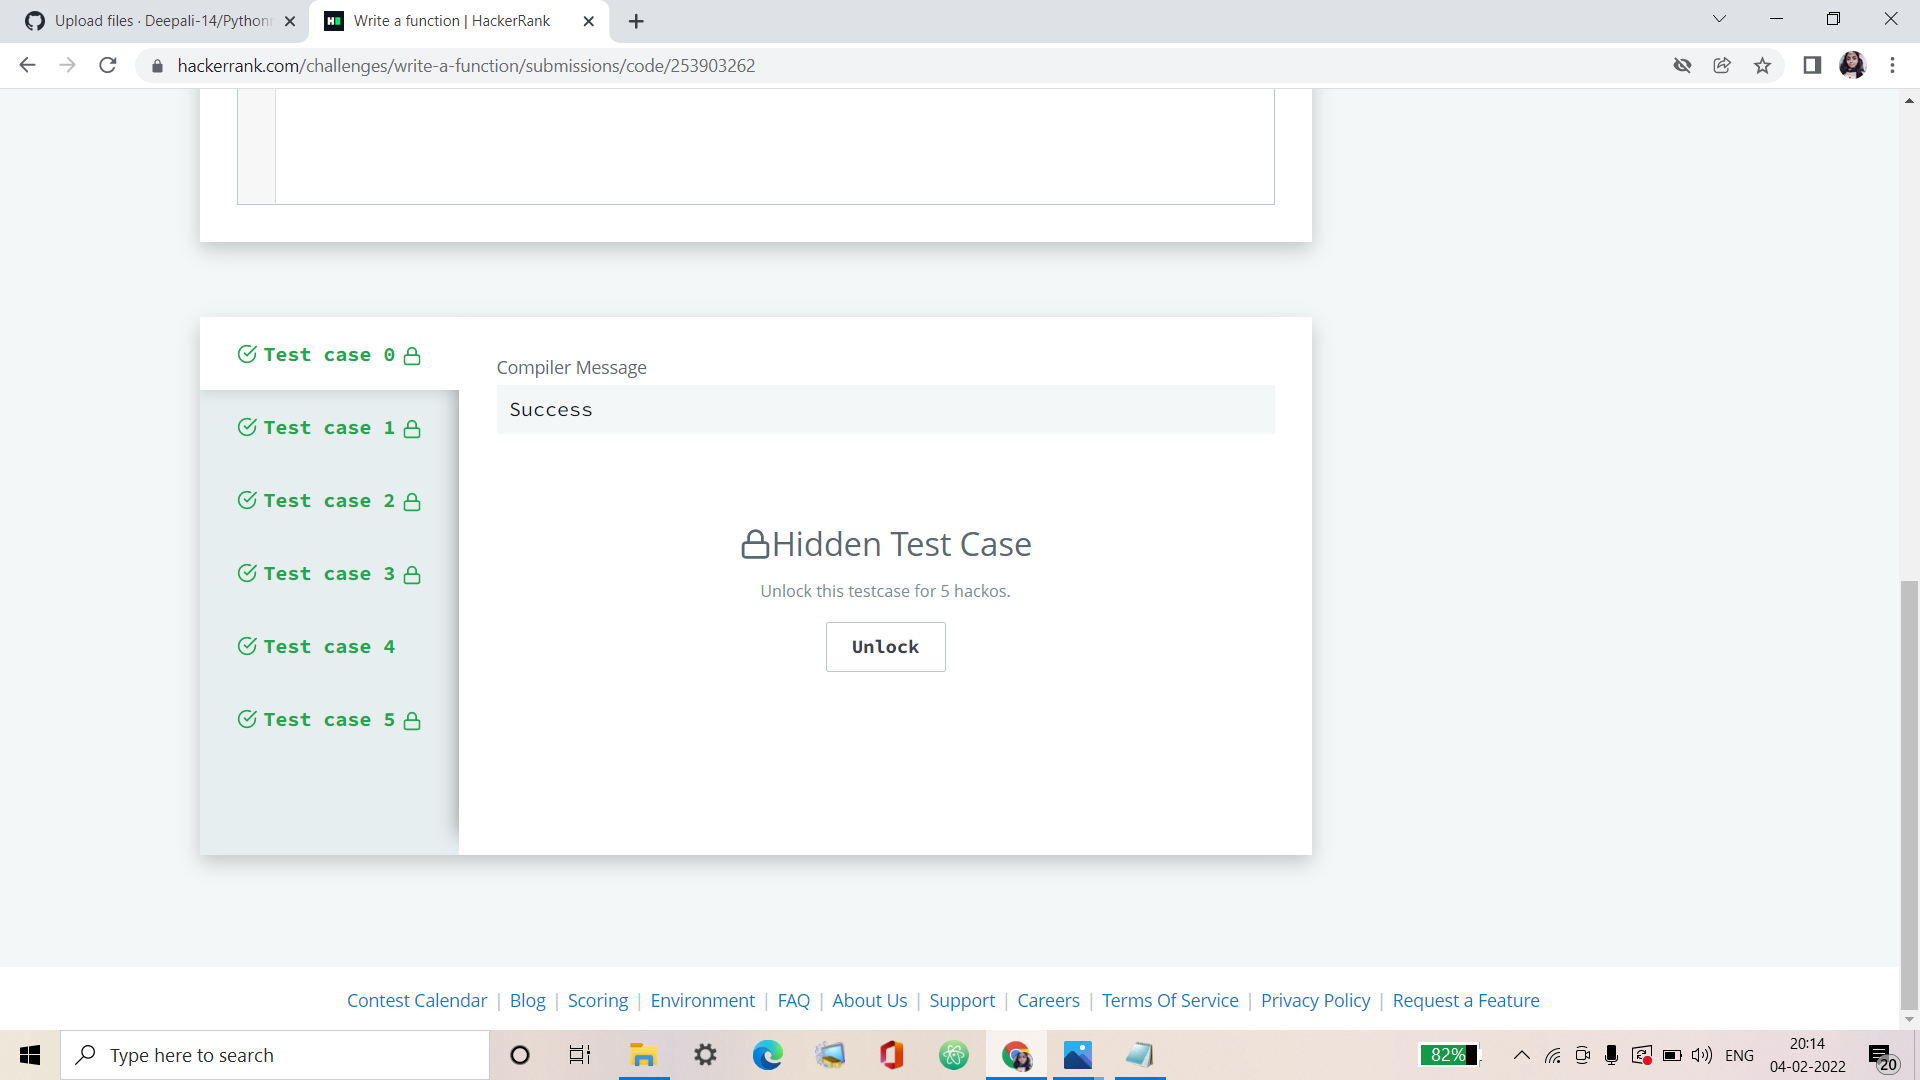 Upload files · Deepali-14/Python
Write a function | HackerRank
hackerrank.com/challenges/write-a-function/submissions/code/253903262
Test case 0
Test case 1
Test case 2
Test case 3
Test case 4
Test case 5
Compiler Message
Success
Hidden Test Case
Unlock this testcase for 5 hackos.
Unlock
Contest Calendar | Blog | Scoring | Environment | FAQ | About Us | Support | Careers | Terms Of Service | Privacy Policy | Request a Feature
Type here to search
82%
ENG
20:14
04-02-2022
20